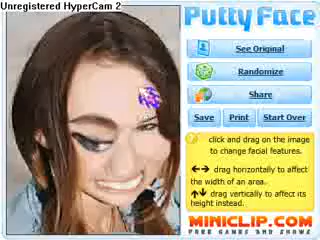 Unregistered HyperCam 2
Putty Face
See Original
Randomize
Share
Save Print Start Over
click and drag on the image
to change facial features.
drag horizontally to affect
the width of an area.
drag vertically to affect its
height instead.
MINICLIP.COM
FREE GAMES AND SHOWS